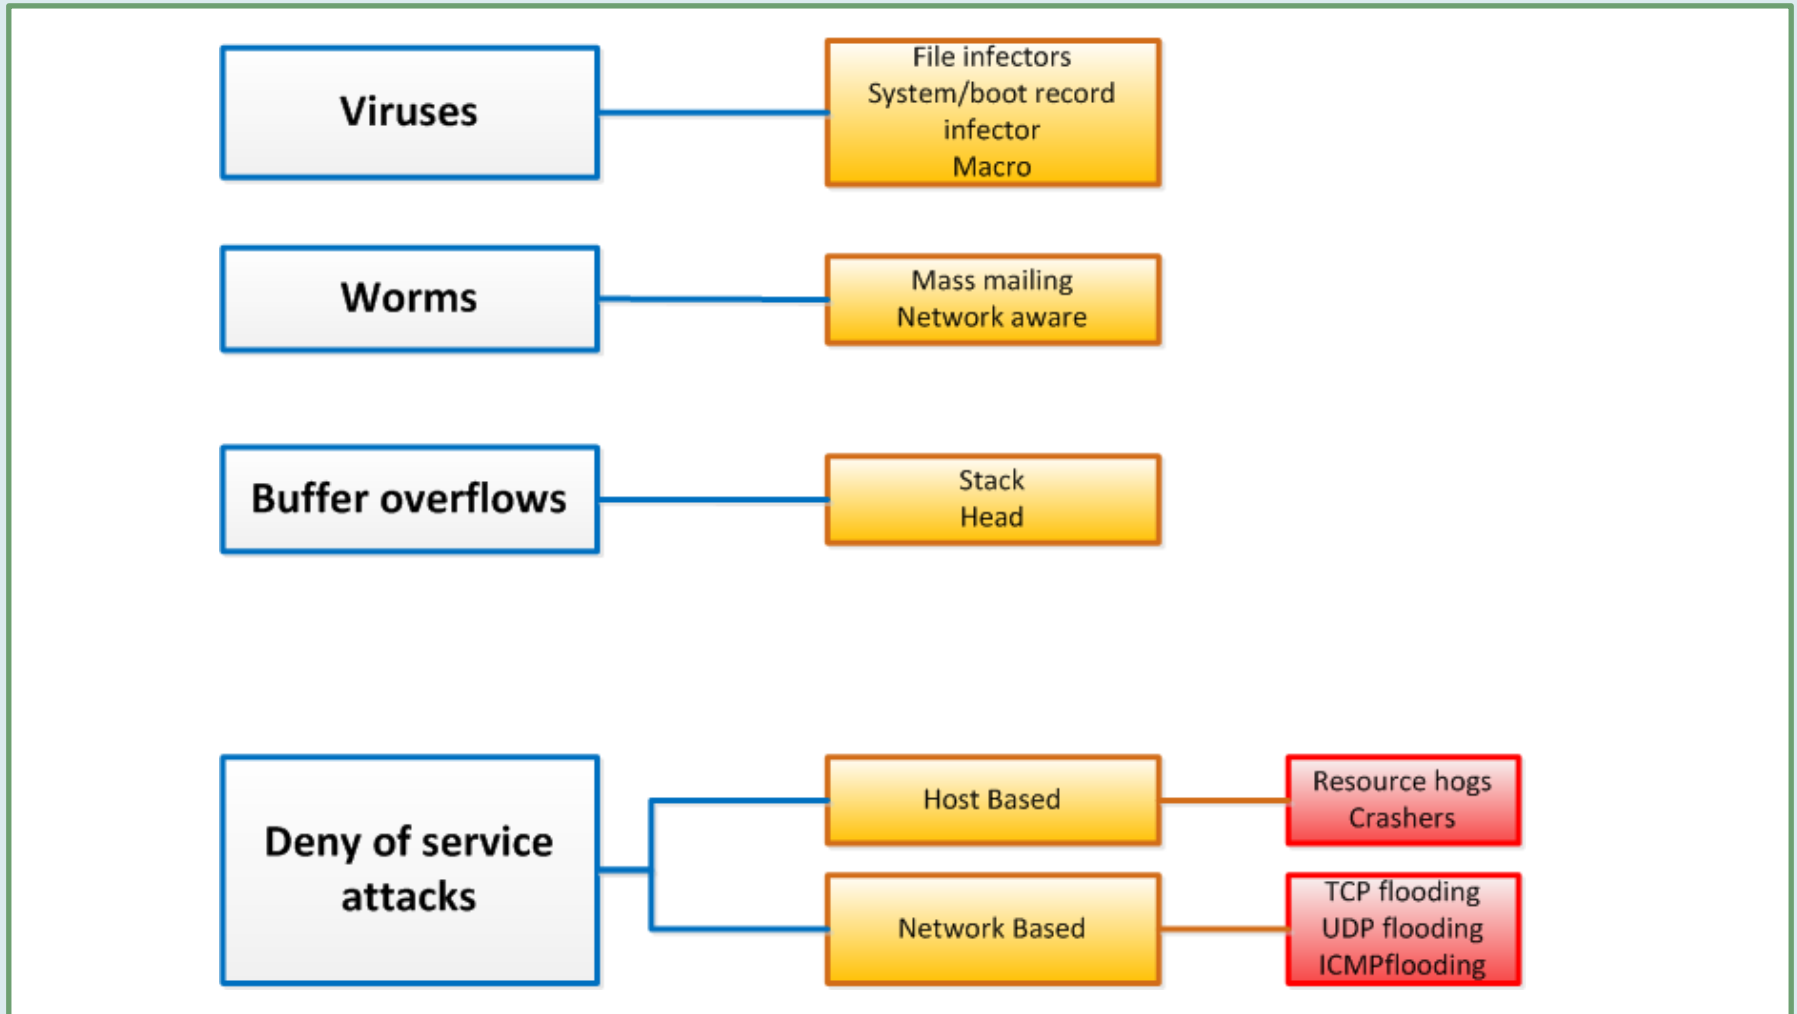 Viruses
File infectors
System/boot record
infector
Macro
Worms
Mass mailing
Network aware
Buffer overflows
Stack
Head
Deny of service
attacks
Host Based
Resource hogs
Crashers
Network Based
TCP flooding
UDP flooding
ICMPflooding